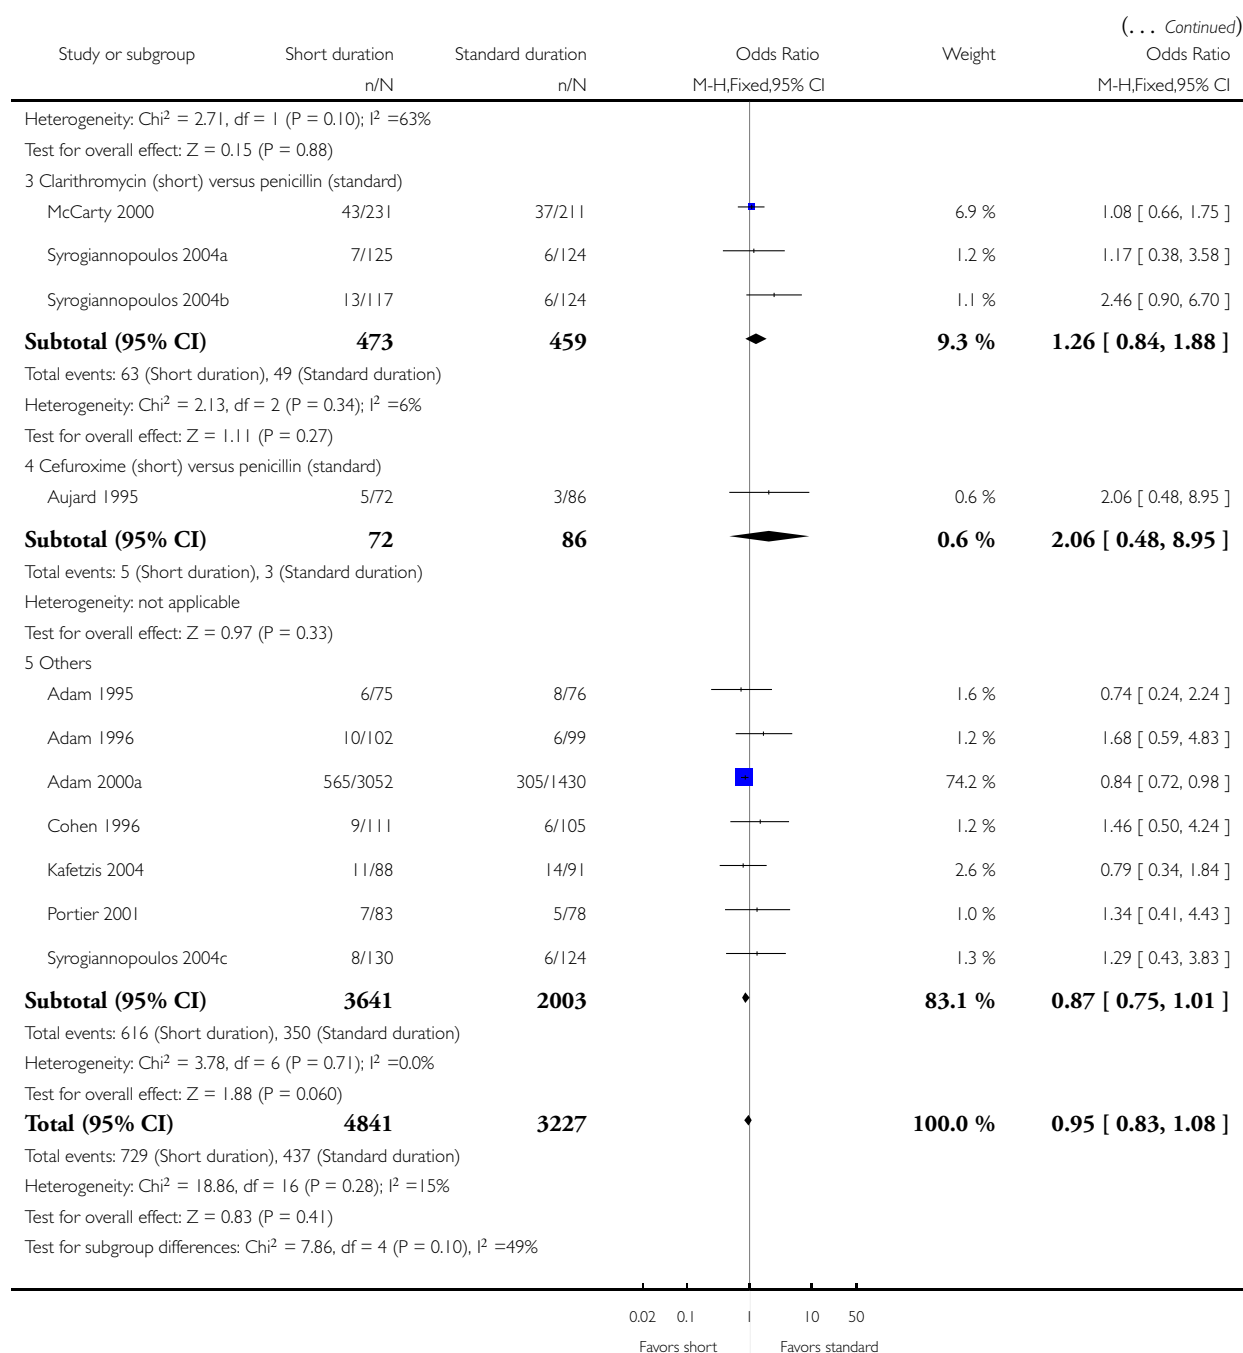 (... Continued)
Study or subgroup Short duration Standard duration Odds Ratio Weight Odds Ratio
n/N n/N M-H,Fixed,95% CI M-H,Fixed,95% CI
Heterogeneity: Chi² = 2.71, df = 1 (P = 0.10); I² =63%
Test for overall effect: Z = 0.15 (P = 0.88)
3 Clarithromycin (short) versus penicillin (standard)
McCarty 2000 43/231 37/211 6.9 % 1.08 [ 0.66, 1.75 ]
Syrogiannopoulos 2004a 7/125 6/124 1.2 % 1.17 [ 0.38, 3.58 ]
Syrogiannopoulos 2004b 13/117 6/124 1.1 % 2.46 [ 0.90, 6.70 ]
Subtotal (95% CI) 473 459 9.3 % 1.26 [ 0.84, 1.88 ]
Total events: 63 (Short duration), 49 (Standard duration)
Heterogeneity: Chi² = 2.13, df = 2 (P = 0.34); I² =6%
Test for overall effect: Z = 1.11 (P = 0.27)
4 Cefuroxime (short) versus penicillin (standard)
Aujard 1995 5/72 3/86 0.6 % 2.06 [ 0.48, 8.95 ]
Subtotal (95% CI) 72 86 0.6 % 2.06 [ 0.48, 8.95 ]
Total events: 5 (Short duration), 3 (Standard duration)
Heterogeneity: not applicable
Test for overall effect: Z = 0.97 (P = 0.33)
5 Others
Adam 1995 6/75 8/76 1.6 % 0.74 [ 0.24, 2.24 ]
Adam 1996 10/102 6/99 1.2 % 1.68 [ 0.59, 4.83 ]
Adam 2000a 565/3052 305/1430 74.2 % 0.84 [ 0.72, 0.98 ]
Cohen 1996 9/111 6/105 1.2 % 1.46 [ 0.50, 4.24 ]
Kafetzis 2004 11/88 14/91 2.6 % 0.79 [ 0.34, 1.84 ]
Portier 2001 7/83 5/78 1.0 % 1.34 [ 0.41, 4.43 ]
Syrogiannopoulos 2004c 8/130 6/124 1.3 % 1.29 [ 0.43, 3.83 ]
Subtotal (95% CI) 3641 2003 83.1 % 0.87 [ 0.75, 1.01 ]
Total events: 616 (Short duration), 350 (Standard duration)
Heterogeneity: Chi² = 3.78, df = 6 (P = 0.71); I² =0.0%
Test for overall effect: Z = 1.88 (P = 0.060)
Total (95% CI) 4841 3227 100.0 % 0.95 [ 0.83, 1.08 ]
Total events: 729 (Short duration), 437 (Standard duration)
Heterogeneity: Chi² = 18.86, df = 16 (P = 0.28); I² =15%
Test for overall effect: Z = 0.83 (P = 0.41)
Test for subgroup differences: Chi² = 7.86, df = 4 (P = 0.10), I² =49%
0.02 0.1 1 10 50
Favors short Favors standard